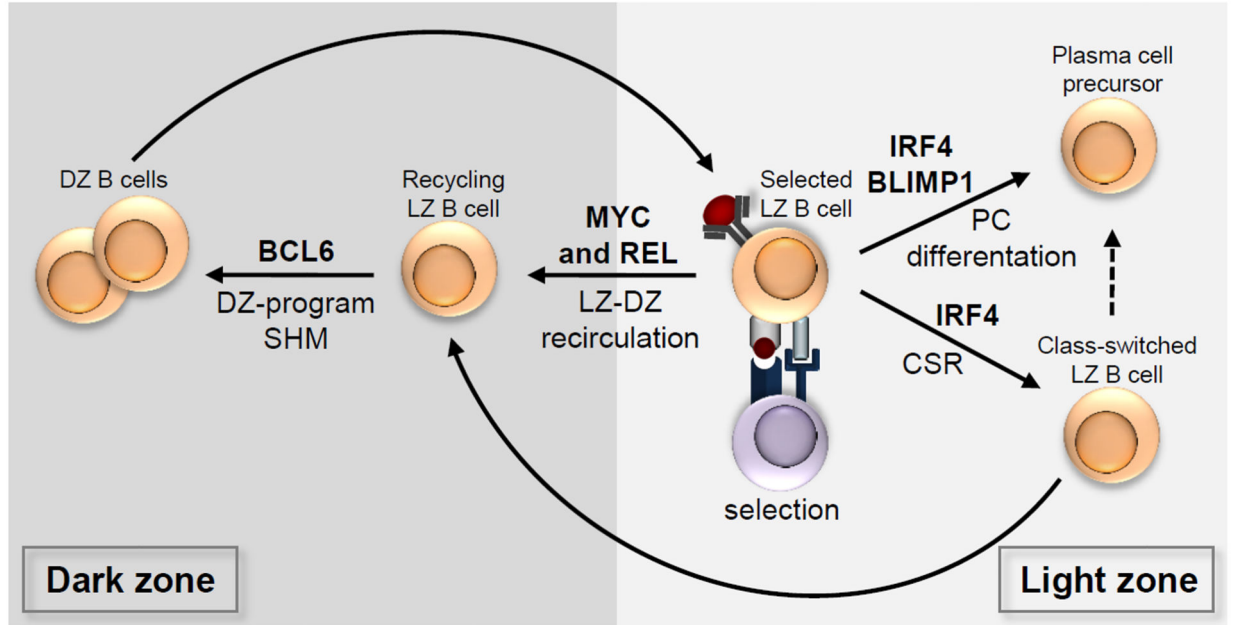 DZ B cells
BCL6
DZ-program
SHM
Recycling
LZ B cell
MYC
and REL
LZ-DZ
recirculation
Selected
LZ B cell
selection
IRF4
BLIMP1
PC
differentation
Plasma cell
precursor
IRF4
CSR
Class-switched
LZ B cell
Dark zone
Light zone